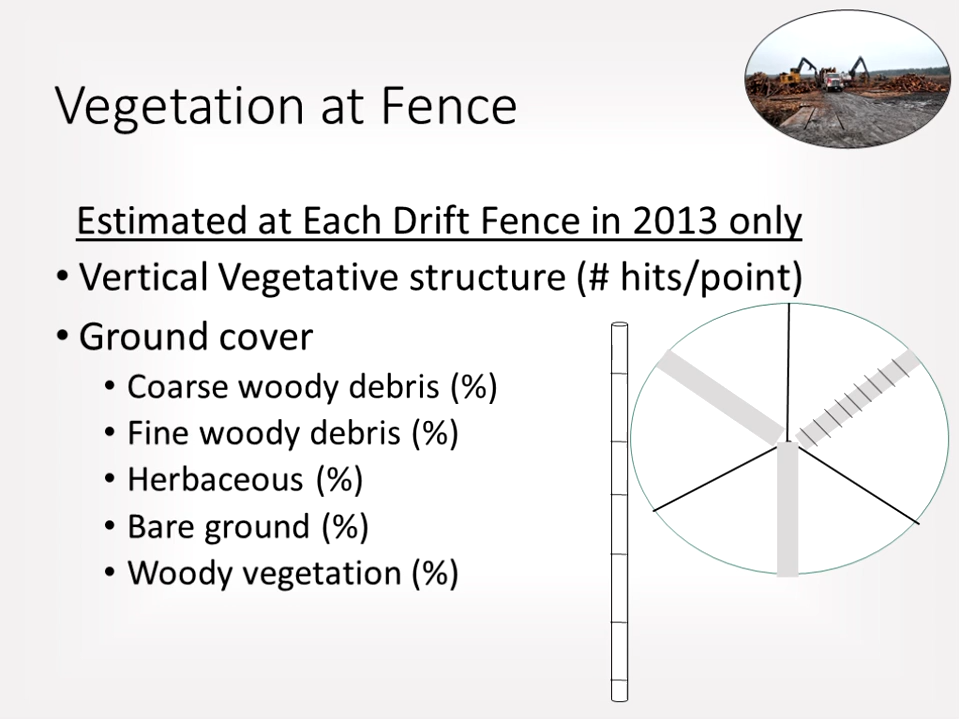 Vegetation at Fence
Estimated at Each Drift Fence in 2013 only
• Vertical Vegetative structure (# hits/point)
• Ground cover
• Coarse woody debris (%)
• Fine woody debris (%)
• Herbaceous (%)
• Bare ground (%)
• Woody vegetation (%)